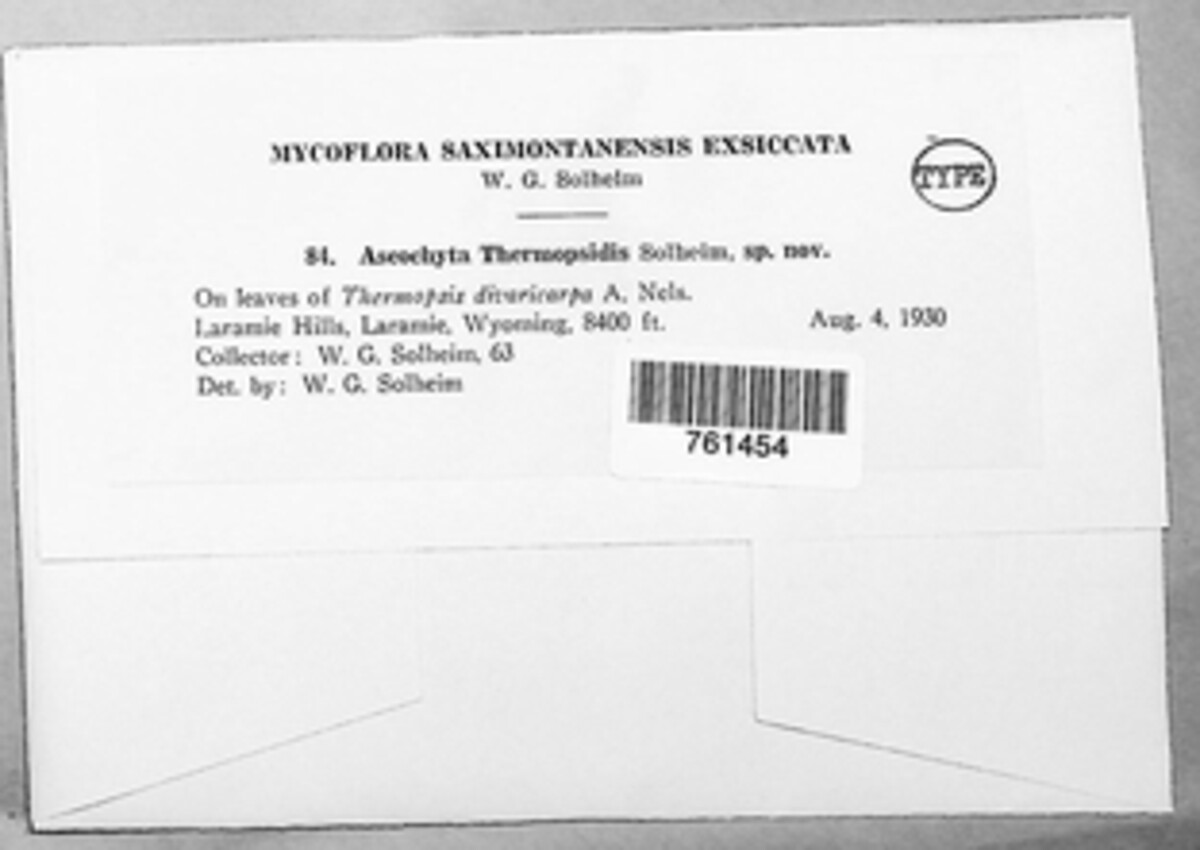 MYCOFLORA SAXIMONTANENSIS EXSICCATA
W. G. Solheim
TYPE
84. Ascochyta Thermopsidis Solheim, sp. nov.
On leaves of Thermopsis divaricarpa A. Nels.
Laramie Hills, Laramie, Wyoming, 8400 ft. Aug. 4, 1930
Collector: W. G. Solheim, 63
Det. by: W. G. Solheim
761454